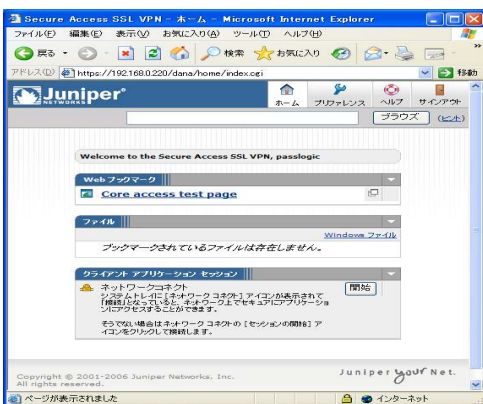 Secure Access SSL VPN - ホーム - Microsoft Internet Explorer
ファイル(F) 編集(E) 表示(V) お気に入り(A) ツール(T) ヘルプ(H)
戻る 検索 お気に入り
アドレス(D) https://192.168.0.220/dana/home/index.cgi 移動
Juniper
NETWORKS
ホーム プリファレンス ヘルプ サインアウト
ブラウズ (ヒント)
Welcome to the Secure Access SSL VPN, passlogic
Web ブックマーク
Core access test page
ファイル
Windows ファイル
ブックマークされているファイルは存在しません。
クライアント アプリケーション セッション
ネットワークコネクト 開始
システムトレイに [ネットワーク コネクト] アイコンが表示されて
「接続」となっていると、ネットワーク上でセキュアにアプリケーショ
ンにアクセスすることができます。
そうでない場合はネットワーク コネクトの [セッションの開始] ア
イコンをクリックして接続します。
Copyright © 2001-2006 Juniper Networks, Inc.
All rights reserved.
Juniper your Net.
ページが表示されました インターネット